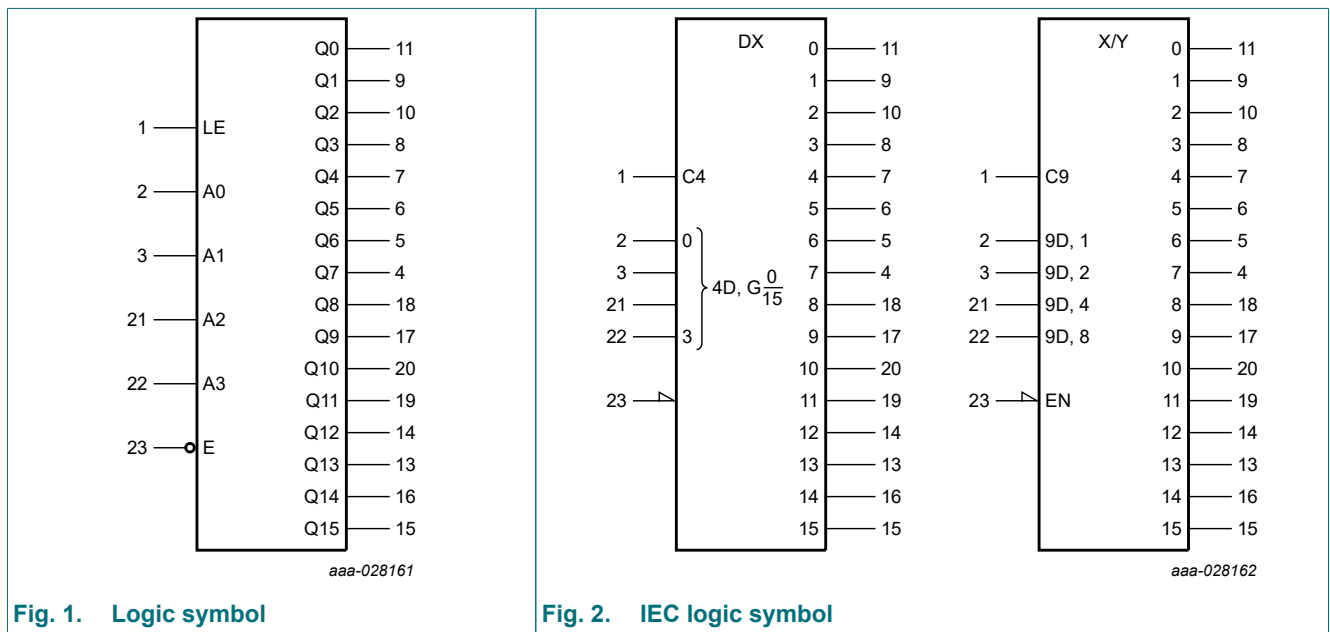 Q0 11
Q1 9
Q2 10
1 LE
Q3 8
Q4 7
2 A0
Q5 6
Q6 5
3 A1
Q7 4
Q8 18
21 A2
Q9 17
Q10 20
22 A3
Q11 19
Q12 14
23 E
Q13 13
Q14 16
Q15 15
aaa-028161
Fig. 1. Logic symbol
DX
0 11
1 9
2 10
3 8
1 C4
4 7
5 6
2 0
6 5
3
7 4
4D, G 0/15
21
8 18
22 3
9 17
10 20
23
11 19
12 14
13 13
14 16
15 15
X/Y
0 11
1 9
2 10
3 8
1 C9
4 7
5 6
2 9D, 1
6 5
3 9D, 2
7 4
21 9D, 4
8 18
22 9D, 8
9 17
10 20
23 EN
11 19
12 14
13 13
14 16
15 15
aaa-028162
Fig. 2. IEC logic symbol